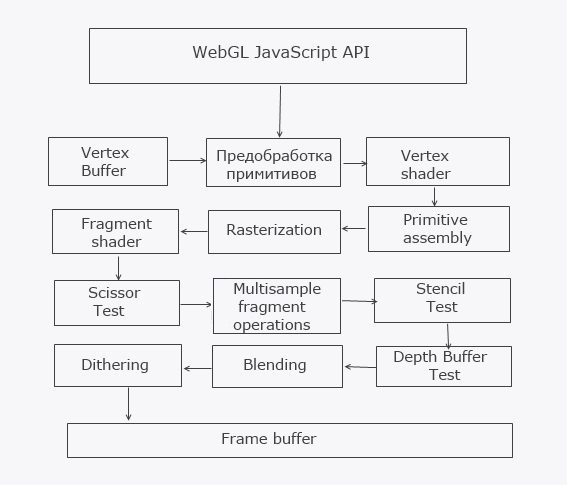 WebGL JavaScript API
Vertex
Buffer
Предобработка
примитивов
Vertex
shader
Fragment
shader
Rasterization
Primitive
assembly
Scissor
Test
Multisample
fragment
operations
Stencil
Test
Dithering
Blending
Depth Buffer
Test
Frame buffer